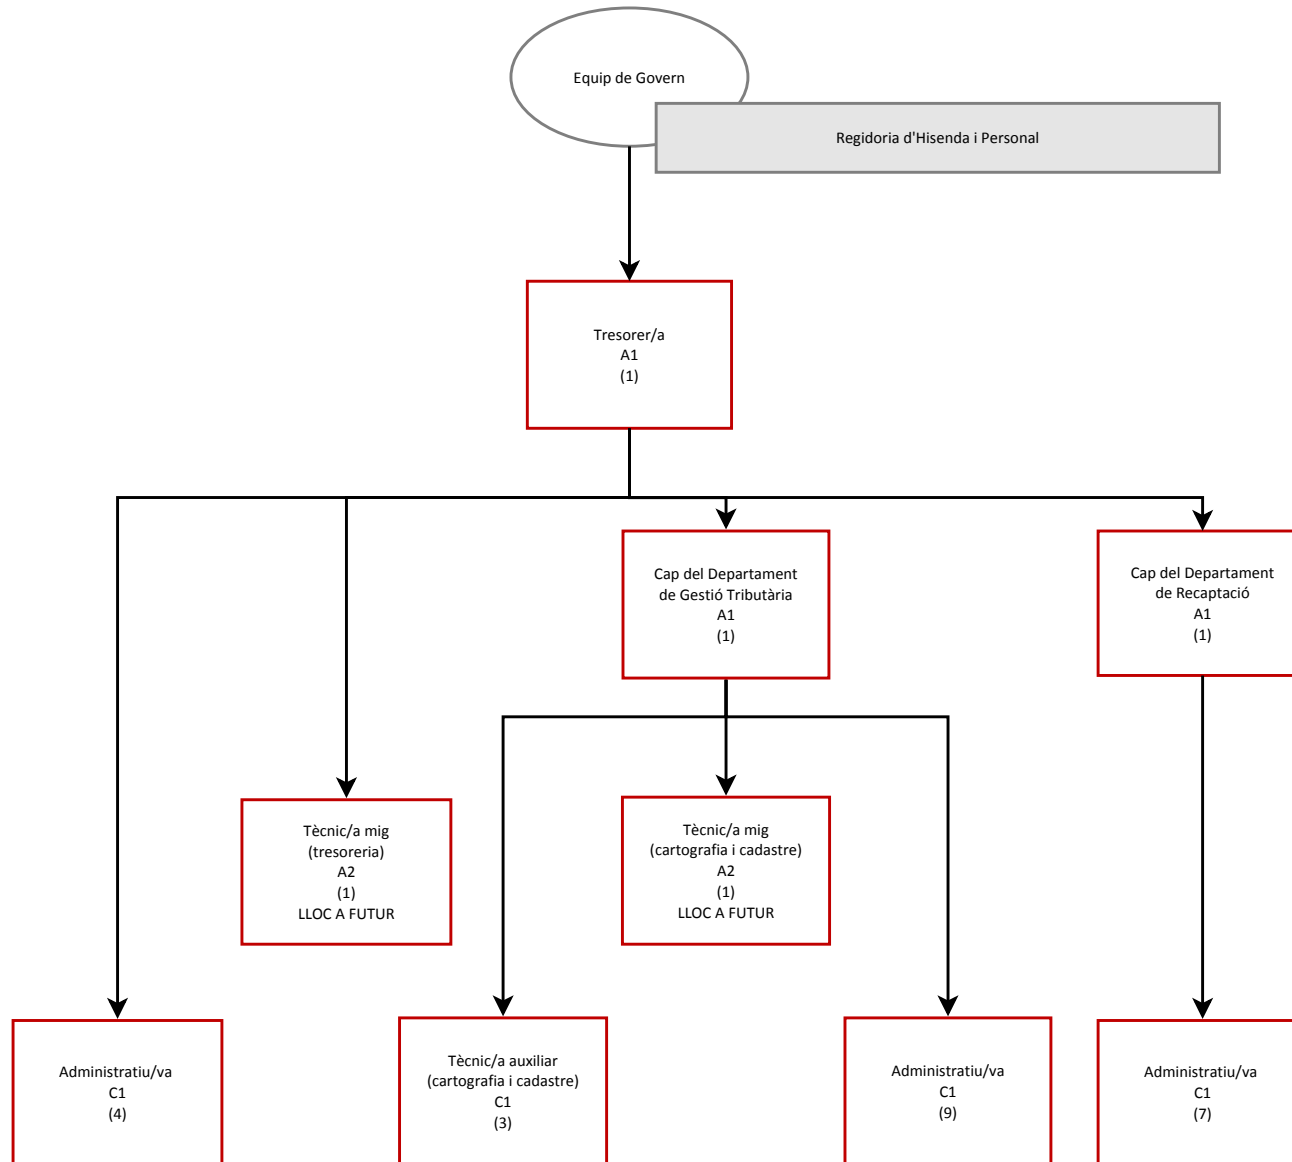 Equip de Govern
Regidoria d'Hisenda i Personal
Tresorer/a
A1
(1)
Cap del Departament
de Gestió Tributària
A1
(1)
Cap del Departament
de Recaptació
A1
(1)
Tècnic/a mig
(tresoreria)
A2
(1)
LLOC A FUTUR
Tècnic/a mig
(cartografia i cadastre)
A2
(1)
LLOC A FUTUR
Administratiu/va
C1
(4)
Tècnic/a auxiliar
(cartografia i cadastre)
C1
(3)
Administratiu/va
C1
(9)
Administratiu/va
C1
(7)